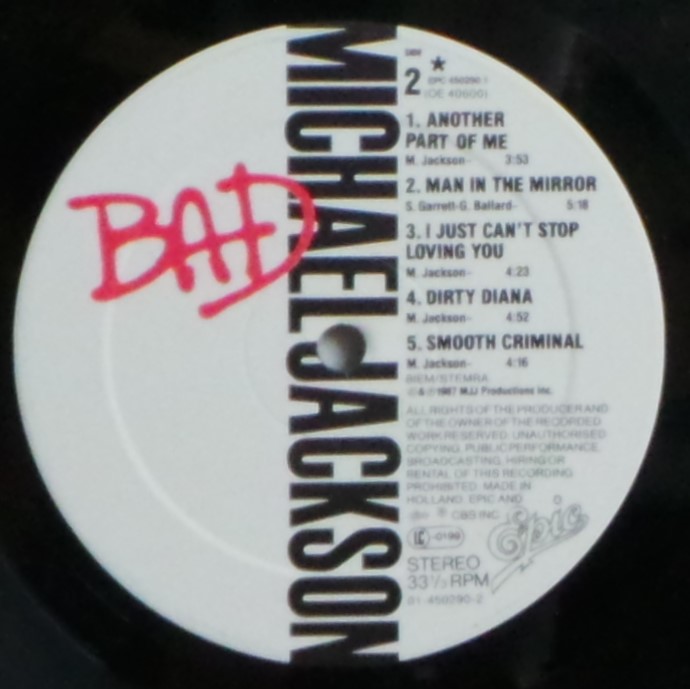 BAD
MICHAEL JACKSON
SIDE
2 ★ EPC 450290 1
(OE 40600)
1. ANOTHER
PART OF ME
M. Jackson- 3:53
2. MAN IN THE MIRROR
S. Garrett-G. Ballard- 5:18
3. I JUST CAN'T STOP
LOVING YOU
M. Jackson- 4:23
4. DIRTY DIANA
M. Jackson- 4:52
5. SMOOTH CRIMINAL
M. Jackson- 4:16
BIEM/STEMRA
© & ℗ 1987 MJJ Productions Inc.
ALL RIGHTS OF THE PRODUCER AND
OF THE OWNER OF THE RECORDED
WORK RESERVED. UNAUTHORISED
COPYING, PUBLIC PERFORMANCE,
BROADCASTING, HIRING OR
RENTAL OF THIS RECORDING
PROHIBITED. MADE IN
HOLLAND. EPIC AND
CBS INC.
LC -0199
Epic
STEREO
33⅓ RPM
01-450290-2